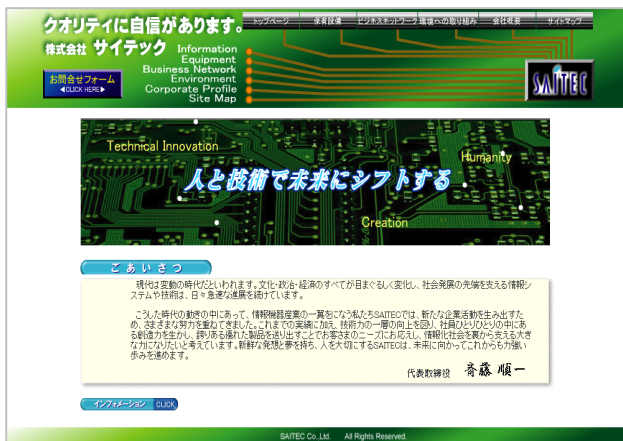 クオリティに自信があります。
トップページ 保有設備 ビジネスネットワーク 環境への取り組み 会社概要 サイトマップ
株式会社 サイテック
Information
Equipment
Business Network
Environment
Corporate Profile
Site Map
お問合せフォーム
◀CLICK HERE▶
SAITEC
Technical Innovation
Humanity
人と技術で未来にシフトする
Creation
ごあいさつ
現代は変動の時代だといわれます。文化・政治・経済のすべてが目まぐるしく変化し、社会発展の先端を支える情報シ
ステムや技術は、日々急速な進展を続けています。
こうした時代の動きの中にあって、情報機器産業の一翼をになう私たちSAITECでは、新たな企業活動を生み出すた
め、さまざまな努力を重ねてきました。これまでの実績に加え、技術力の一層の向上を図り、社員ひとりひとりの中にあ
る創造力を生かし、誇りある優れた製品を送り出すことでお客さまのニーズにお応えし、情報化社会を裏から支える大き
な力になりたいと考えています。新鮮な発想と夢を持ち、人を大切にするSAITECは、未来に向かってこれからも力強い
歩みを進めます。
代表取締役 斉藤 順一
インフォメーション CLICK
SAITEC Co.,Ltd. All Rights Reserved.